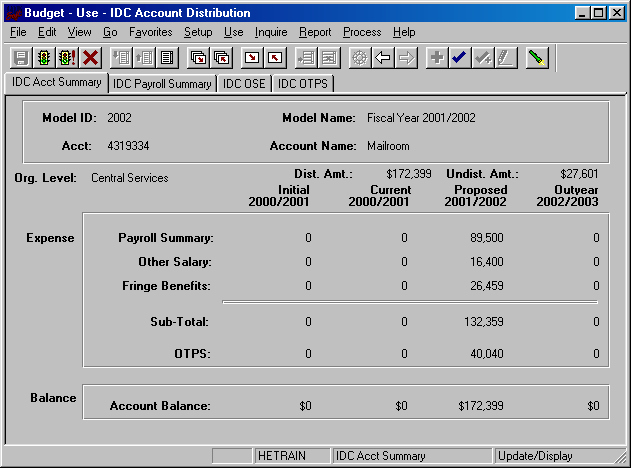 Budget - Use - IDC Account Distribution
File Edit View Go Favorites Setup Use Inquire Report Process Help
IDC Acct Summary IDC Payroll Summary IDC OSE IDC OTPS
Model ID: 2002 Model Name: Fiscal Year 2001/2002
Acct: 4319334 Account Name: Mailroom
Org. Level: Central Services Dist. Amt.: $172,399 Undist. Amt.: $27,601
Initial Current Proposed Outyear
2000/2001 2000/2001 2001/2002 2002/2003
Expense Payroll Summary: 0 0 89,500 0
Other Salary: 0 0 16,400 0
Fringe Benefits: 0 0 26,459 0
Sub-Total: 0 0 132,359 0
OTPS: 0 0 40,040 0
Balance
Account Balance: $0 $0 $172,399 $0
HETRAIN IDC Acct Summary Update/Display